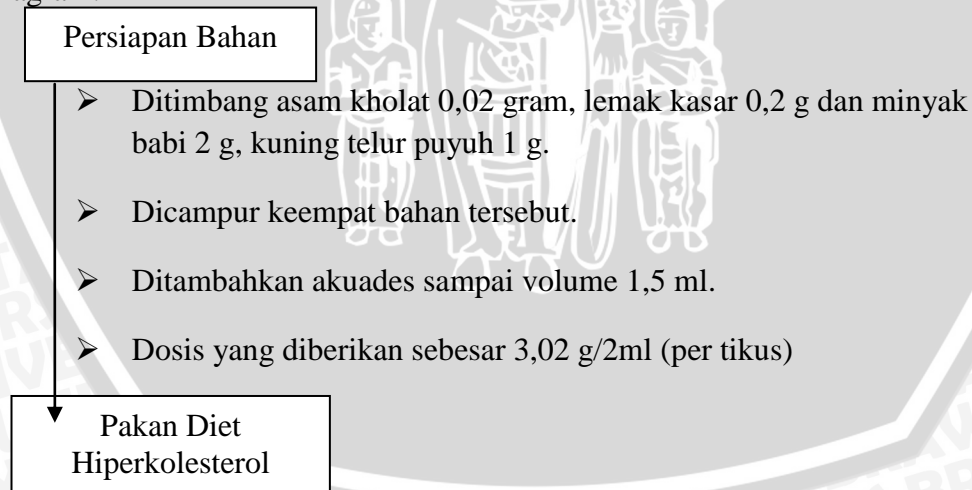 Persiapan Bahan
➢ Ditimbang asam kholat 0,02 gram, lemak kasar 0,2 g dan minyak
babi 2 g, kuning telur puyuh 1 g.
➢ Dicampur keempat bahan tersebut.
➢ Ditambahkan akuades sampai volume 1,5 ml.
➢ Dosis yang diberikan sebesar 3,02 g/2ml (per tikus)
Pakan Diet
Hiperkolesterol